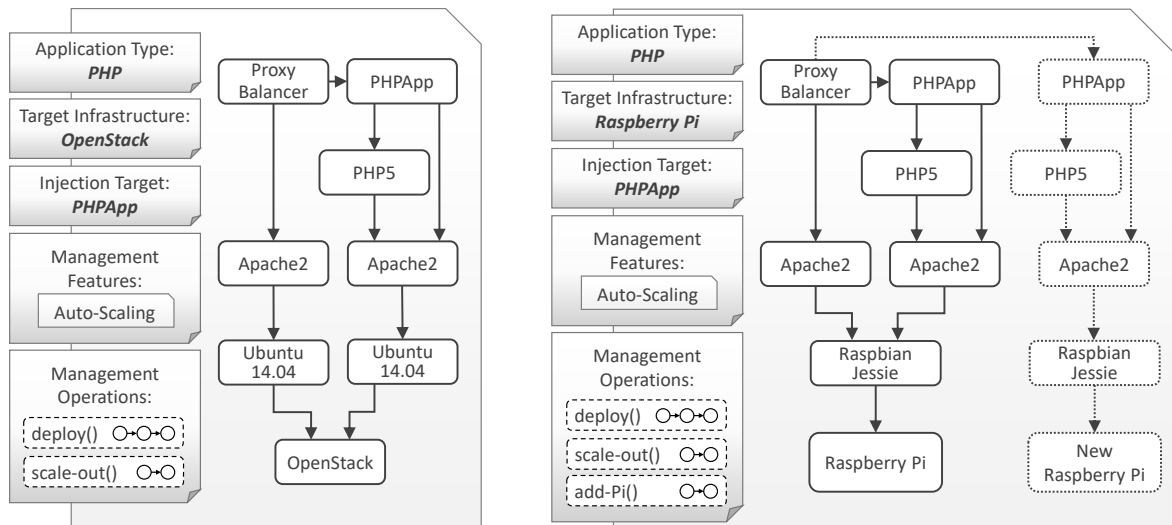 Application Type:
PHP
Target Infrastructure:
OpenStack
Injection Target:
PHPApp
Management
Features:
Auto-Scaling
Management
Operations:
deploy()
scale-out()
Proxy
Balancer
PHPApp
PHP5
Apache2
Apache2
Ubuntu
14.04
Ubuntu
14.04
OpenStack
Application Type:
PHP
Target Infrastructure:
Raspberry Pi
Injection Target:
PHPApp
Management
Features:
Auto-Scaling
Management
Operations:
deploy()
scale-out()
add-Pi()
Proxy
Balancer
PHPApp
PHP5
Apache2
Apache2
Raspbian
Jessie
Raspberry Pi
PHPApp
PHP5
Apache2
Raspbian
Jessie
New
Raspberry Pi